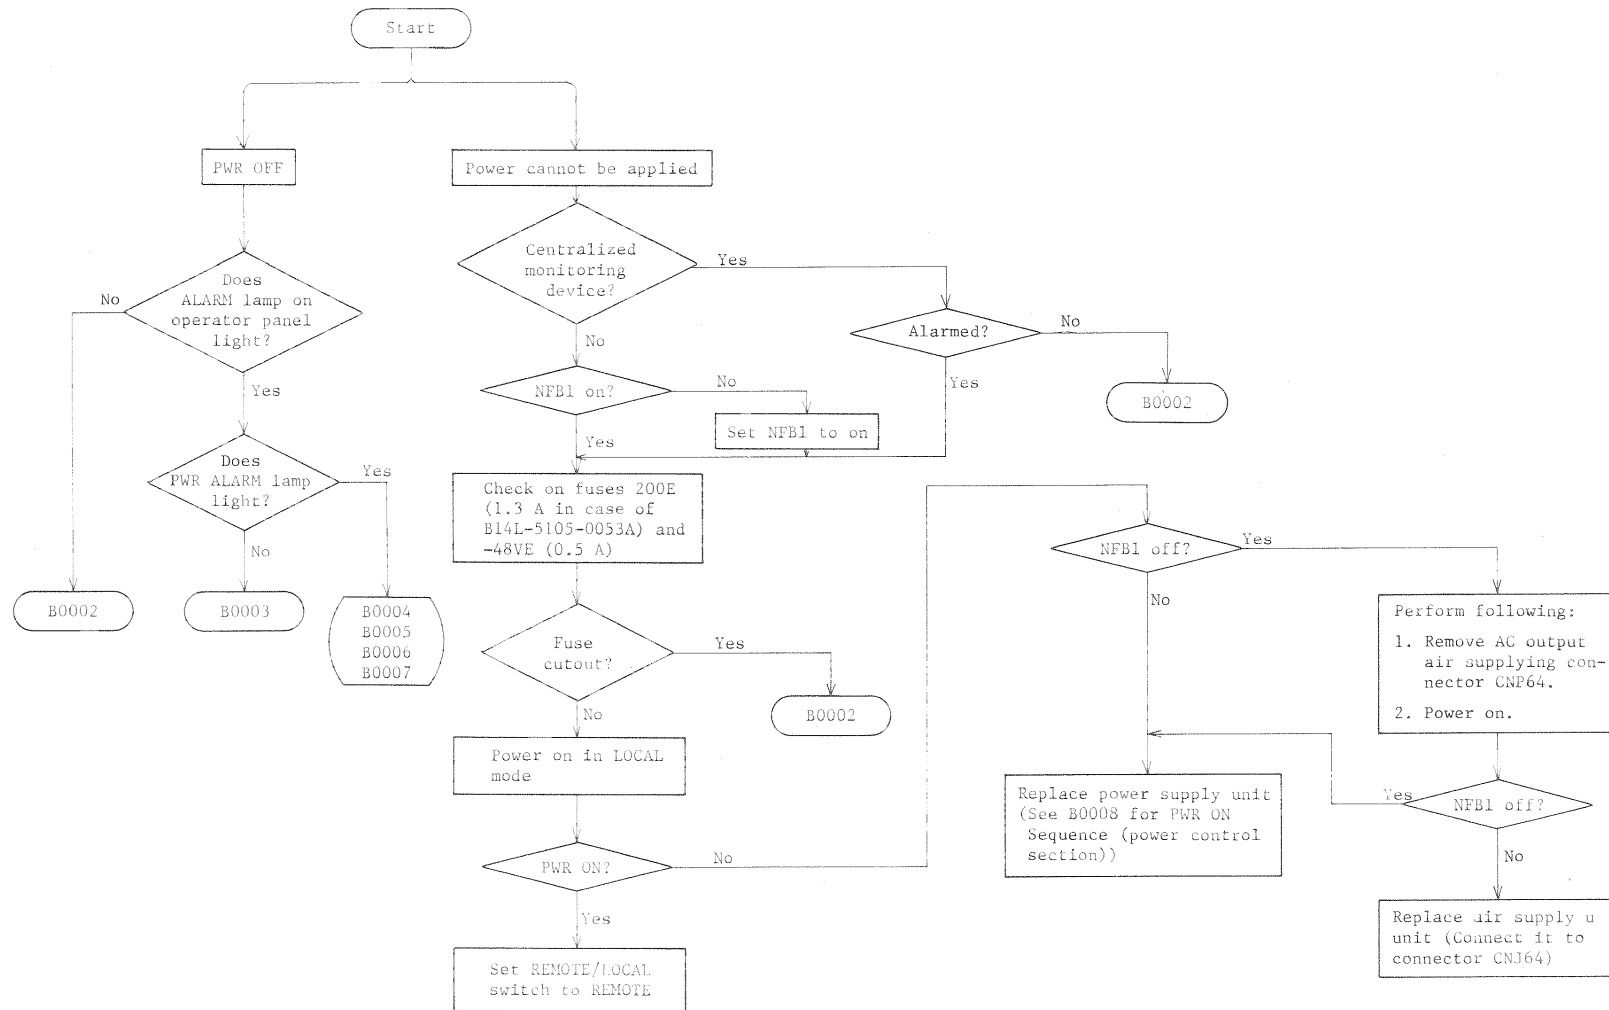 Start
PWR OFF
Power cannot be applied
Centralized
monitoring
device?
Yes
No
Does
ALARM lamp on
operator panel
light?
No
Yes
Alarmed?
No
Yes
B0002
NFB1 on?
No
Yes
Set NFB1 to on
Does
PWR ALARM lamp
light?
Yes
No
B0002
B0003
B0004
B0005
B0006
B0007
Check on fuses 200E
(1.3 A in case of
B14L-5105-0053A) and
-48VE (0.5 A)
Fuse
cutout?
Yes
No
B0002
Power on in LOCAL
mode
PWR ON?
No
Yes
Set REMOTE/LOCAL
switch to REMOTE
NFB1 off?
Yes
No
Perform following:
1. Remove AC output
air supplying con-
nector CNP64.
2. Power on.
Replace power supply unit
(See B0008 for PWR ON
Sequence (power control
section))
NFB1 off?
Yes
No
Replace air supply u
unit (Connect it to
connector CNJ64)